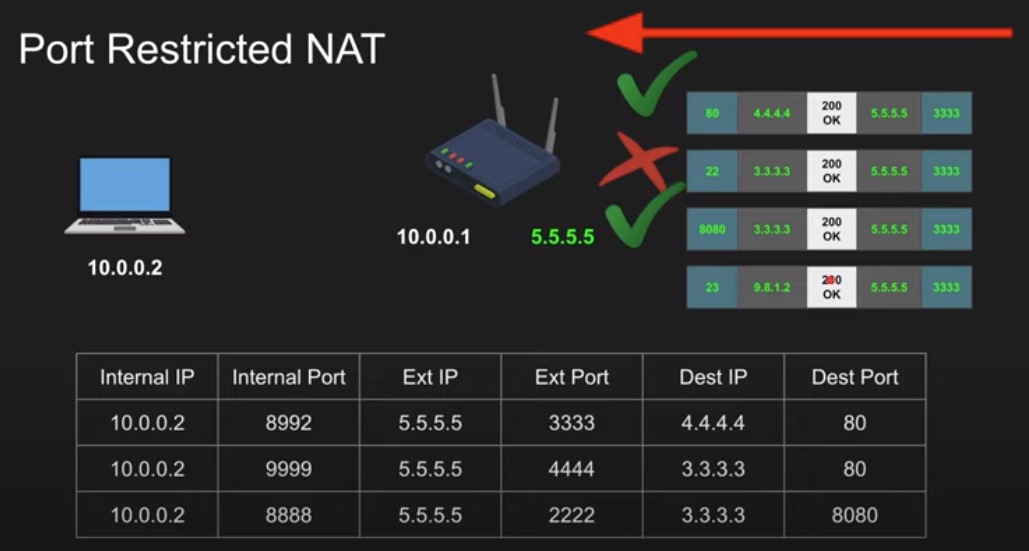 Port Restricted NAT
80 4.4.4.4 200 OK 5.5.5.5 3333
22 3.3.3.3 200 OK 5.5.5.5 3333
8080 3.3.3.3 200 OK 5.5.5.5 3333
23 9.8.1.2 200 OK 5.5.5.5 3333
10.0.0.1 5.5.5.5
10.0.0.2
Internal IP Internal Port Ext IP Ext Port Dest IP Dest Port
10.0.0.2 8992 5.5.5.5 3333 4.4.4.4 80
10.0.0.2 9999 5.5.5.5 4444 3.3.3.3 80
10.0.0.2 8888 5.5.5.5 2222 3.3.3.3 8080